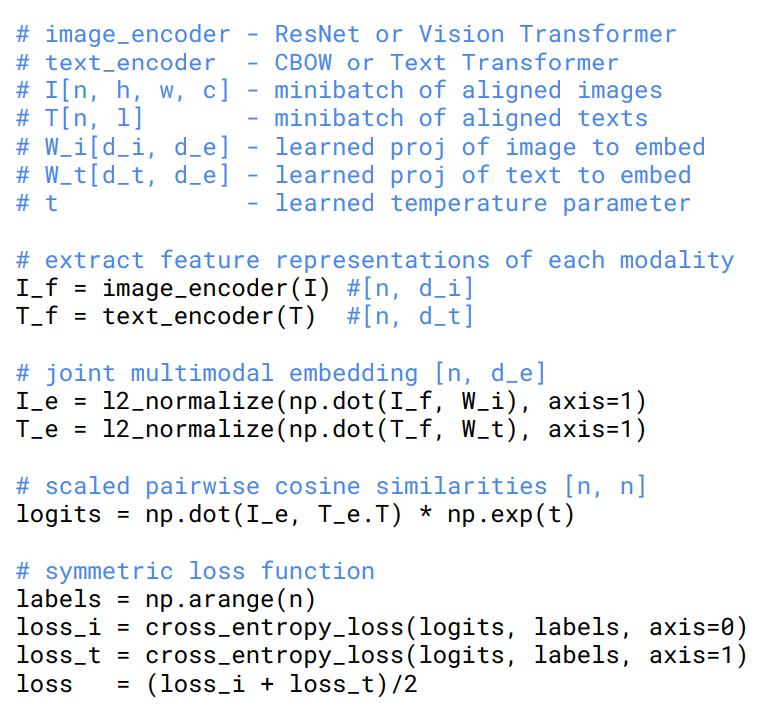 # image_encoder - ResNet or Vision Transformer
# text_encoder  - CBOW or Text Transformer
# I[n, h, w, c] - minibatch of aligned images
# T[n, l]       - minibatch of aligned texts
# W_i[d_i, d_e] - learned proj of image to embed
# W_t[d_t, d_e] - learned proj of text to embed
# t             - learned temperature parameter

# extract feature representations of each modality
I_f = image_encoder(I) #[n, d_i]
T_f = text_encoder(T)  #[n, d_t]

# joint multimodal embedding [n, d_e]
I_e = l2_normalize(np.dot(I_f, W_i), axis=1)
T_e = l2_normalize(np.dot(T_f, W_t), axis=1)

# scaled pairwise cosine similarities [n, n]
logits = np.dot(I_e, T_e.T) * np.exp(t)

# symmetric loss function
labels = np.arange(n)
loss_i = cross_entropy_loss(logits, labels, axis=0)
loss_t = cross_entropy_loss(logits, labels, axis=1)
loss   = (loss_i + loss_t)/2